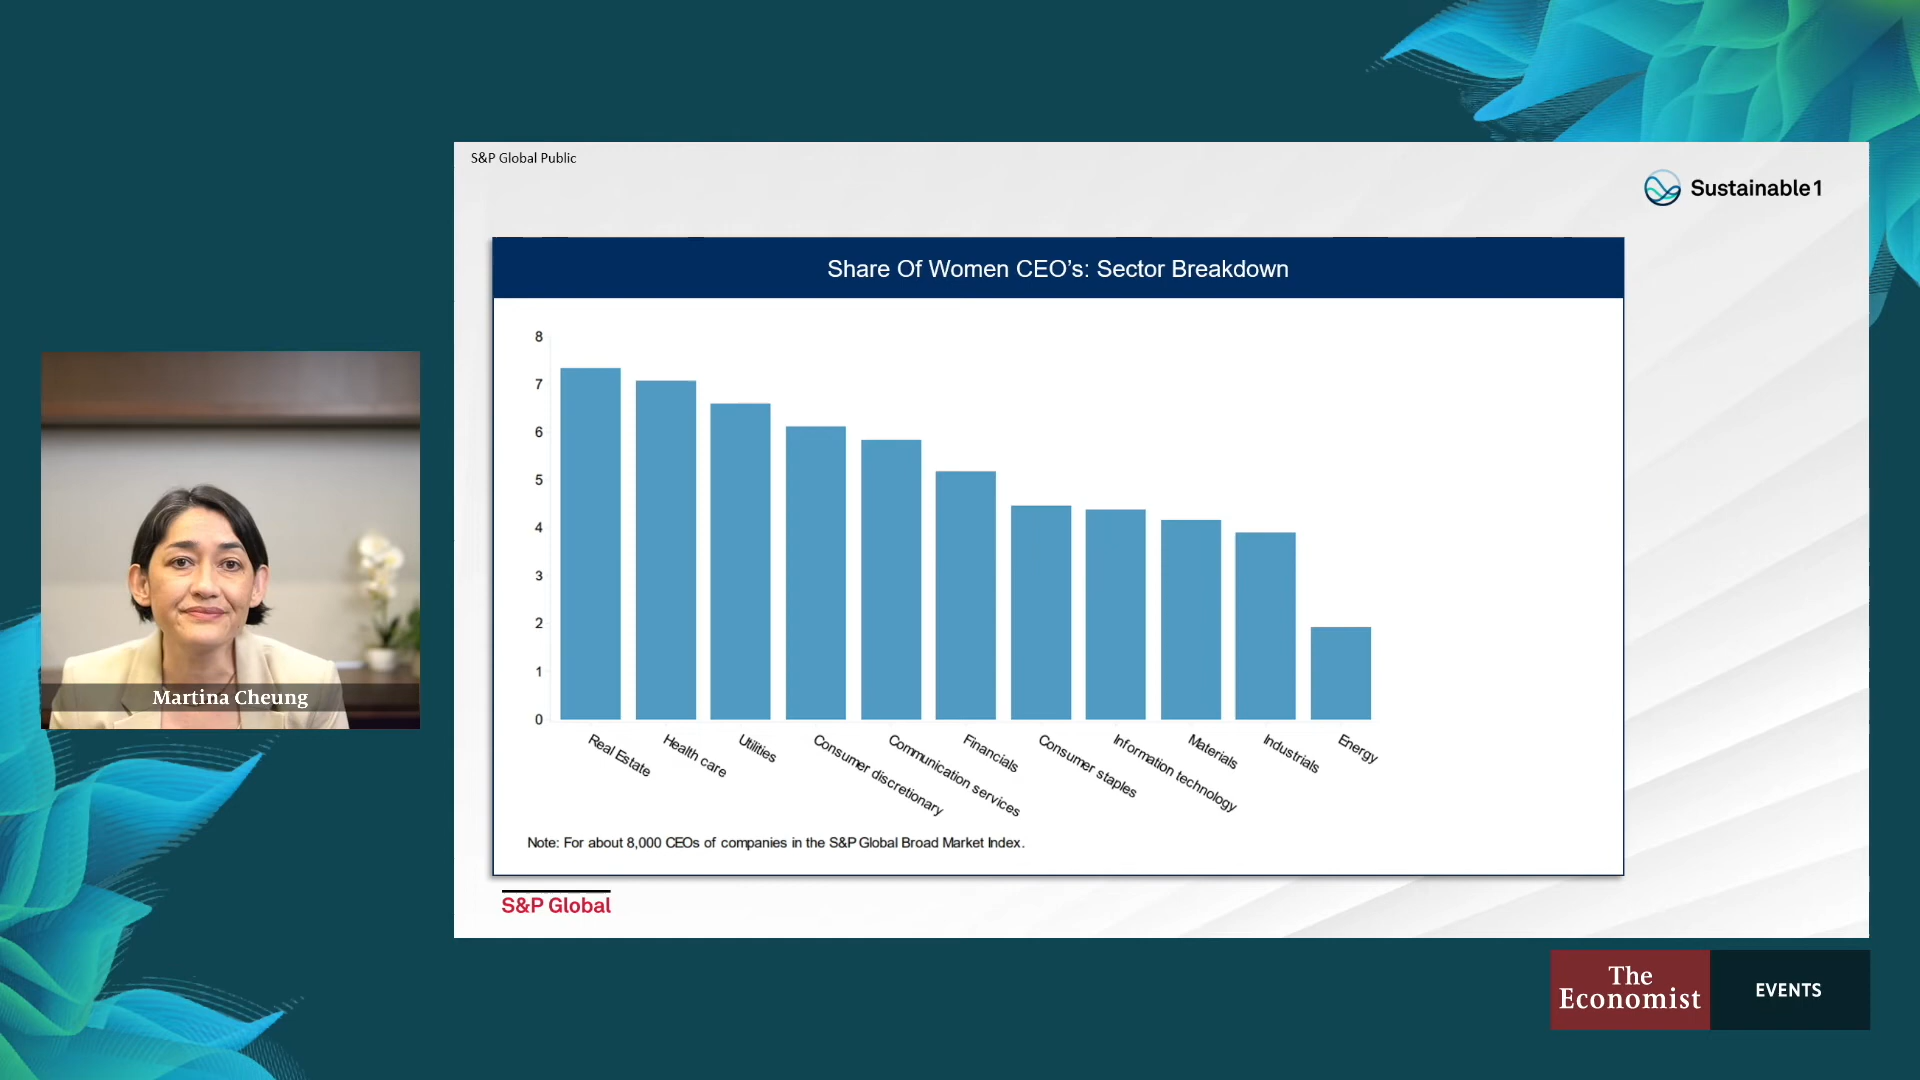 S&P Global Public
Sustainable1
Share Of Women CEO’s: Sector Breakdown
8
7
6
5
4
3
2
1
0
Real Estate
Health care
Utilities
Consumer discretionary
Communication services
Financials
Consumer staples
Information technology
Materials
Industrials
Energy
Note: For about 8,000 CEOs of companies in the S&P Global Broad Market Index.
S&P Global
Martina Cheung
The
Economist
EVENTS